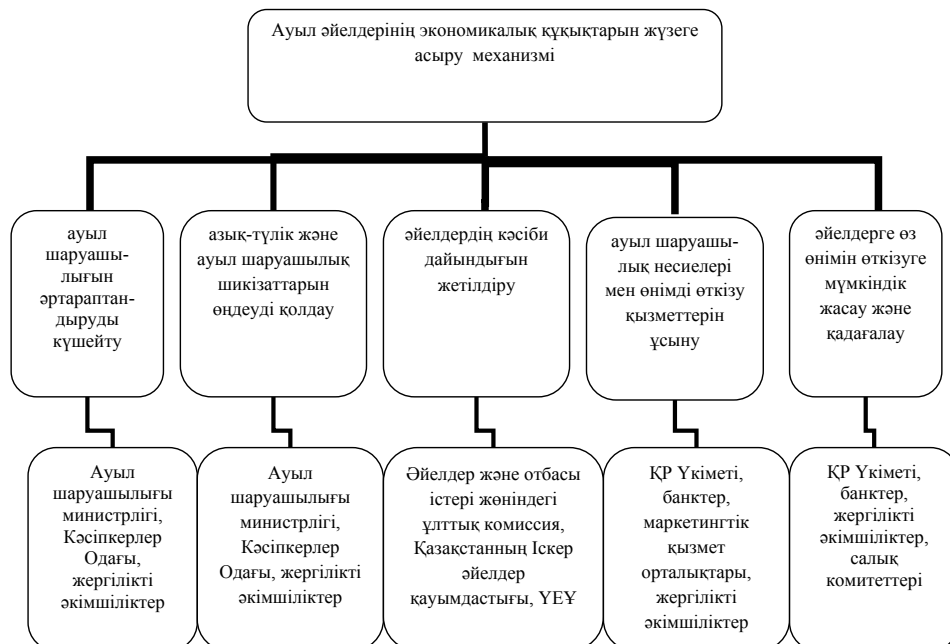 Ауыл әйелдерінің экономикалық құқықтарын жүзеге
асыру механизмі
ауыл
шаруашы-
лығын
әртараптан-
дыруды
күшейту
азық-түлік және
ауыл шаруашылық
шикізаттарын
өңдеуді қолдау
әйелдердің кәсіби
дайындығын
жетілдіру
ауыл шаруашы-
лық несиелері
мен өнімді өткізу
қызметтерін
ұсыну
әйелдерге өз
өнімін өткізуге
мүмкіндік
жасау және
қадағалау
Ауыл
шаруашылығы
министрлігі,
Кәсіпкерлер
Одағы,
жергілікті
әкімшіліктер
Ауыл
шаруашылығы
министрлігі,
Кәсіпкерлер
Одағы, жергілікті
әкімшіліктер
Әйелдер және отбасы
істері жөніндегі
ұлттық комиссия,
Қазақстанның Іскер
әйелдер
қауымдастығы, ҮЕҰ
ҚР Үкіметі,
банктер,
маркетингтік
қызмет
орталықтары,
жергілікті
әкімшіліктер
ҚР Үкіметі,
банктер,
жергілікті
әкімшіліктер,
салық
комитеттері